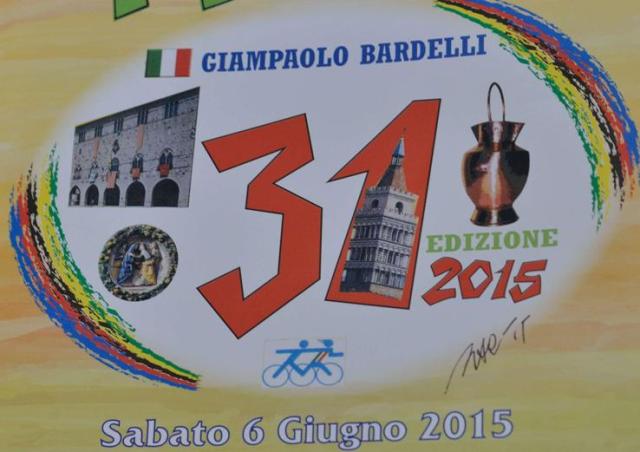 GIAMPAOLO BARDELLI
31
EDIZIONE
2015
Sabato 6 Giugno 2015